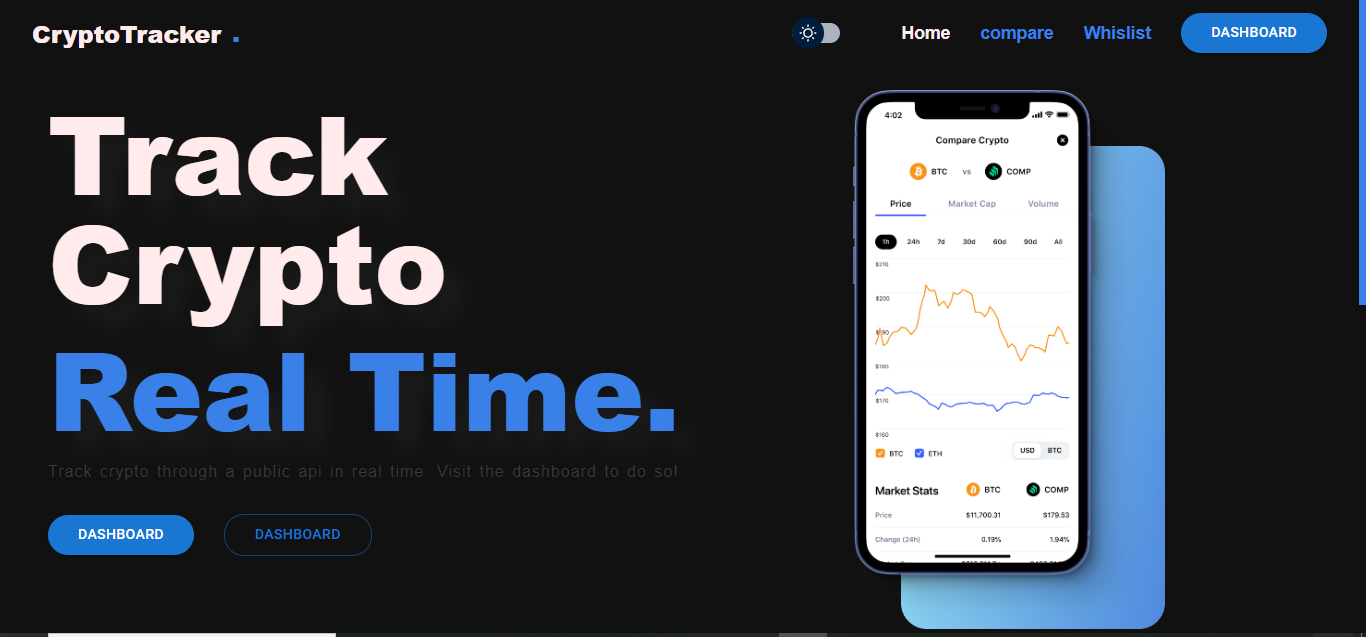 CryptoTracker .
Home compare Whislist DASHBOARD
Track
Crypto
Real Time.
Track crypto through a public api in real time. Visit the dashboard to do so!
DASHBOARD DASHBOARD
4:02
Compare Crypto
BTC vs COMP
Price Market Cap Volume
1h 24h 7d 30d 60d 90d All
$210
$200
$190
$180
$170
$160
BTC ETH USD BTC
Market Stats BTC COMP
Price $11,700.31 $179.53
Change (24h) 0.19% 1.94%